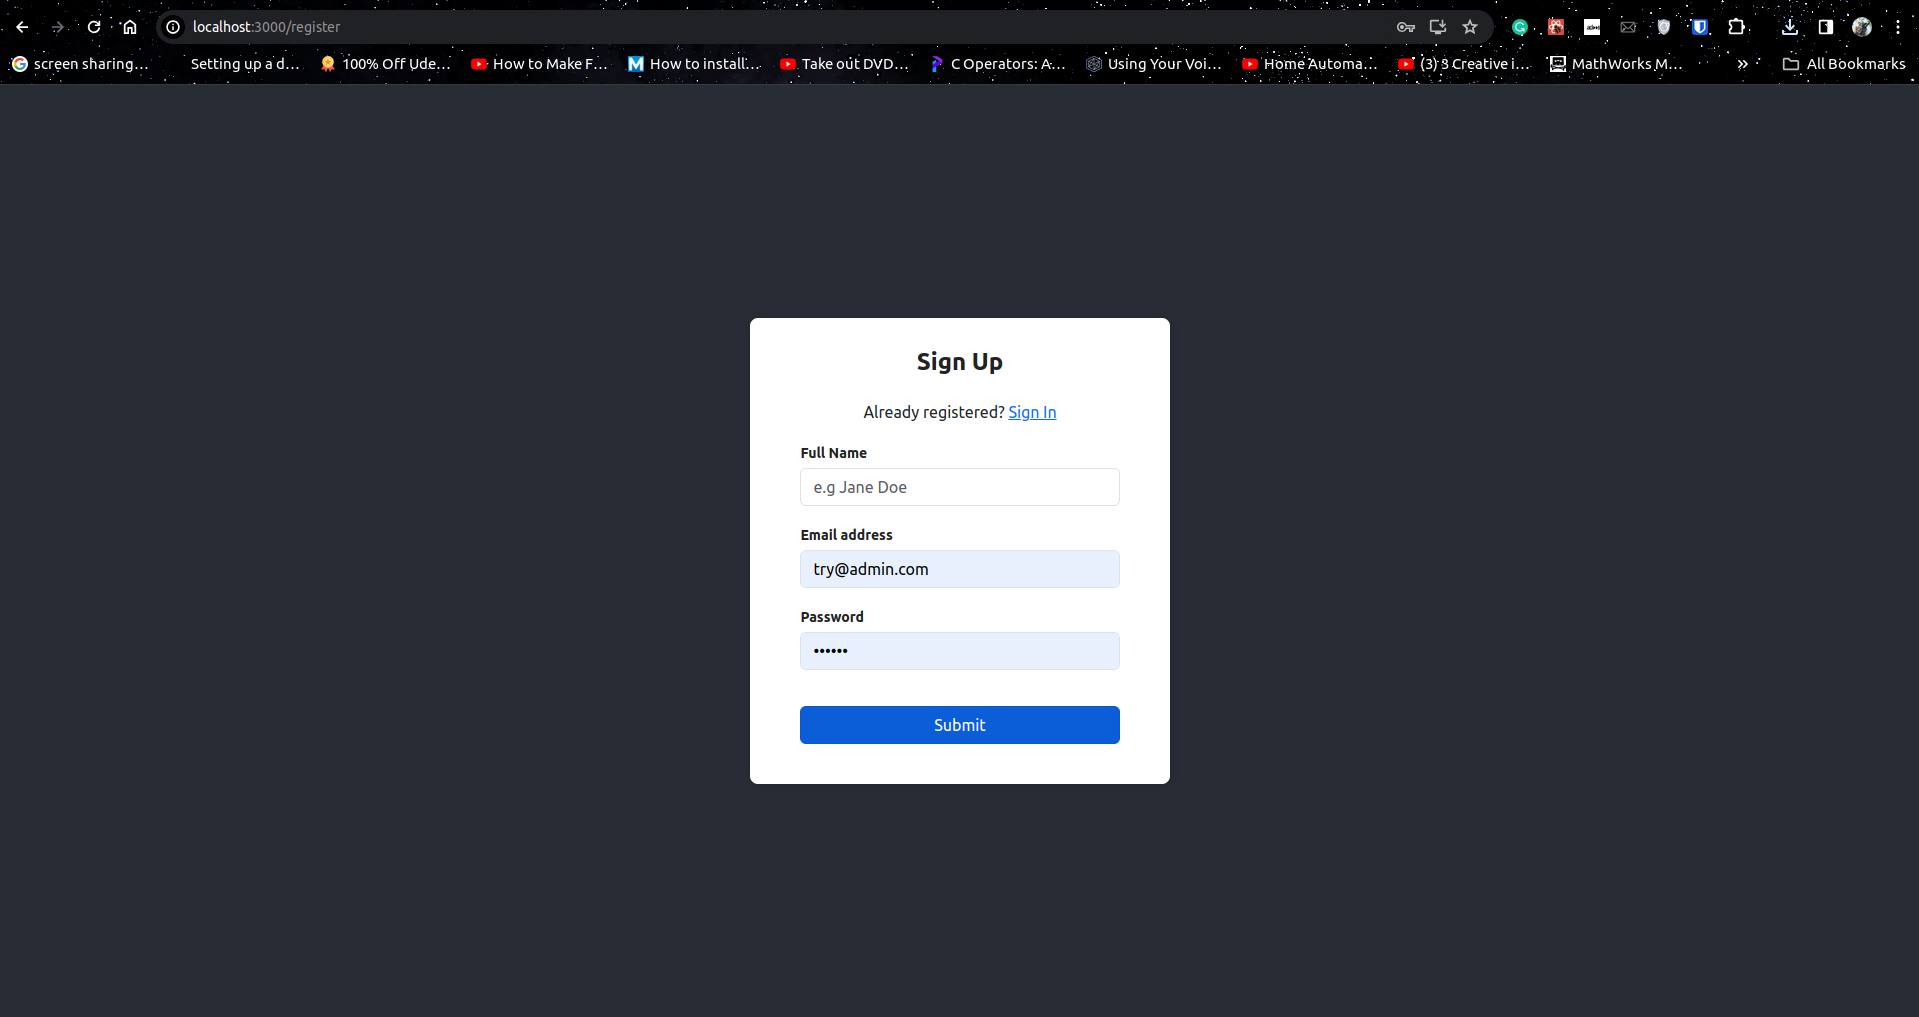 localhost:3000/register
screen sharing... Setting up a d... 100% Off Ude... How to Make F... How to install... Take out DVD... C Operators: A... Using Your Voi... Home Automa... (3) 3 Creative i... MathWorks M... » All Bookmarks
Sign Up
Already registered? Sign In
Full Name
e.g Jane Doe
Email address
try@admin.com
Password
••••••
Submit